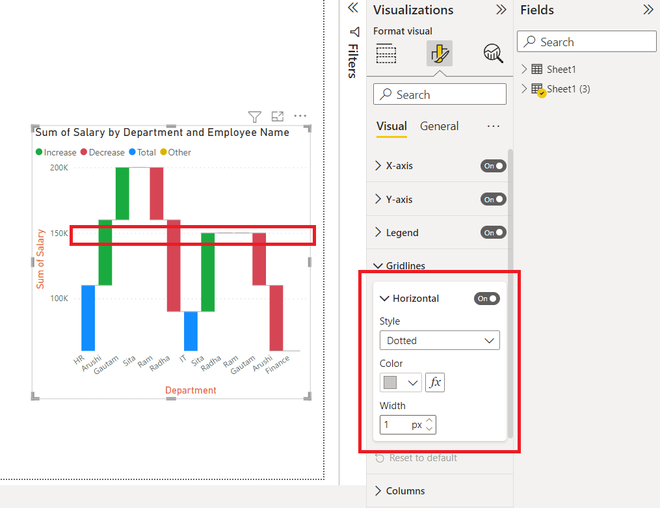 Sum of Salary by Department and Employee Name
Increase Decrease Total Other
200K
150K
100K
Sum of Salary
HR
Arushi
Gautam
Sita
Ram
Radha
IT
Sita
Radha
Ram
Gautam
Arushi
Finance
Department
Filters
Visualizations
Format visual
Search
Visual General
X-axis On
Y-axis On
Legend On
Gridlines
Horizontal On
Style
Dotted
Color
fx
Width
1 px
Reset to default
Columns
Fields
Search
Sheet1
Sheet1 (3)